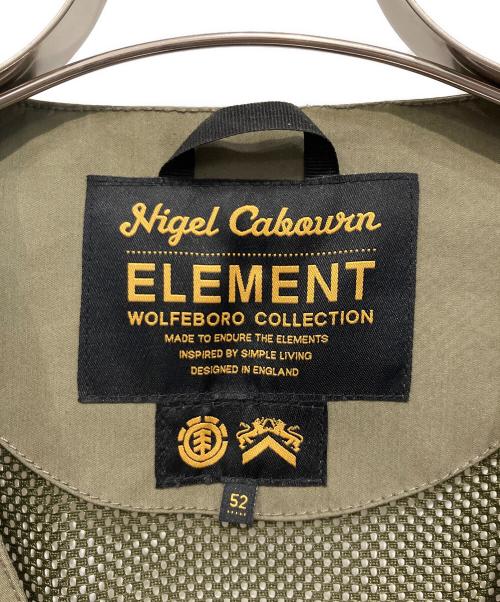 Nigel Cabourn
ELEMENT
WOLFEBORO COLLECTION
MADE TO ENDURE THE ELEMENTS
INSPIRED BY SIMPLE LIVING
DESIGNED IN ENGLAND
52